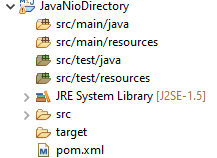 JavaNioDirectory
src/main/java
src/main/resources
src/test/java
src/test/resources
JRE System Library [J2SE-1.5]
src
target
pom.xml